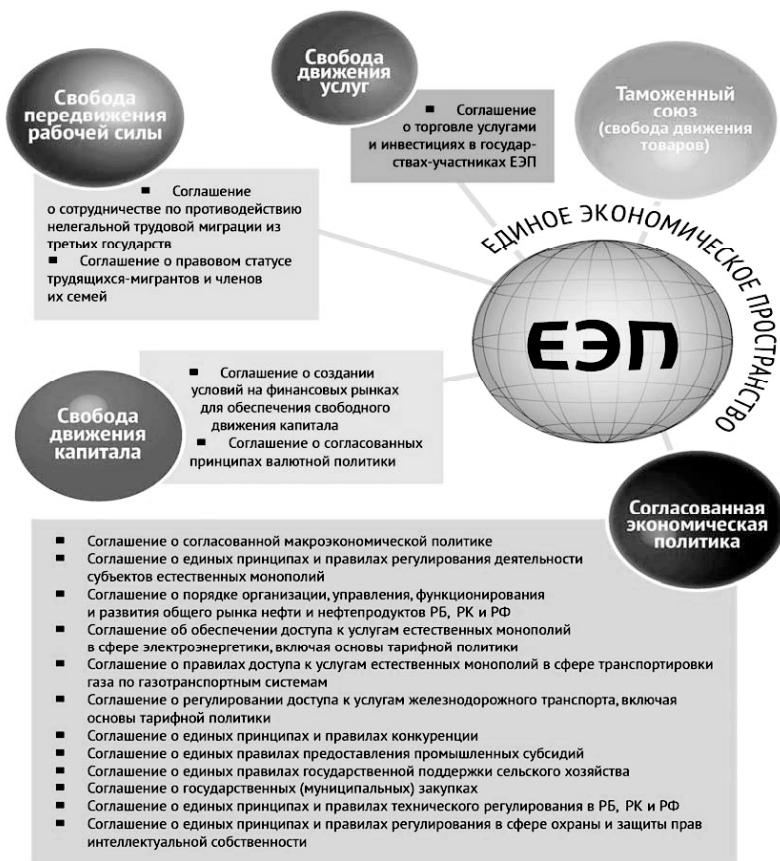 Свобода
передвижения
рабочей силы
Свобода
движения
услуг
Таможенный
союз
(свобода движения
товаров)
■ Соглашение
о торговле услугами
и инвестициях в государ-
ствах-участниках ЕЭП
■ Соглашение
о сотрудничестве по противодействию
нелегальной трудовой миграции из
третьих государств
■ Соглашение о правовом статусе
трудящихся-мигрантов и членов
их семей
ЕДИНОЕ ЭКОНОМИЧЕСКОЕ ПРОСТРАНСТВО
ЕЭП
Свобода
движения
капитала
■ Соглашение о создании
условий на финансовых рынках
для обеспечения свободного
движения капитала
■ Соглашение о согласованных
принципах валютной политики
Согласованная
экономическая
политика
■ Соглашение о согласованной макроэкономической политике
■ Соглашение о единых принципах и правилах регулирования деятельности
субъектов естественных монополий
■ Соглашение о порядке организации, управления, функционирования
и развития общего рынка нефти и нефтепродуктов РБ, РК и РФ
■ Соглашение об обеспечении доступа к услугам естественных монополий
в сфере электроэнергетики, включая основы тарифной политики
■ Соглашение о правилах доступа к услугам естественных монополий в сфере транспортировки
газа по газотранспортным системам
■ Соглашение о регулировании доступа к услугам железнодорожного транспорта, включая
основы тарифной политики
■ Соглашение о единых принципах и правилах конкуренции
■ Соглашение о единых правилах предоставления промышленных субсидий
■ Соглашение о единых правилах государственной поддержки сельского хозяйства
■ Соглашение о государственных (муниципальных) закупках
■ Соглашение о единых принципах и правилах технического регулирования в РБ, РК и РФ
■ Соглашение о единых принципах и правилах регулирования в сфере охраны и защиты прав
интеллектуальной собственности